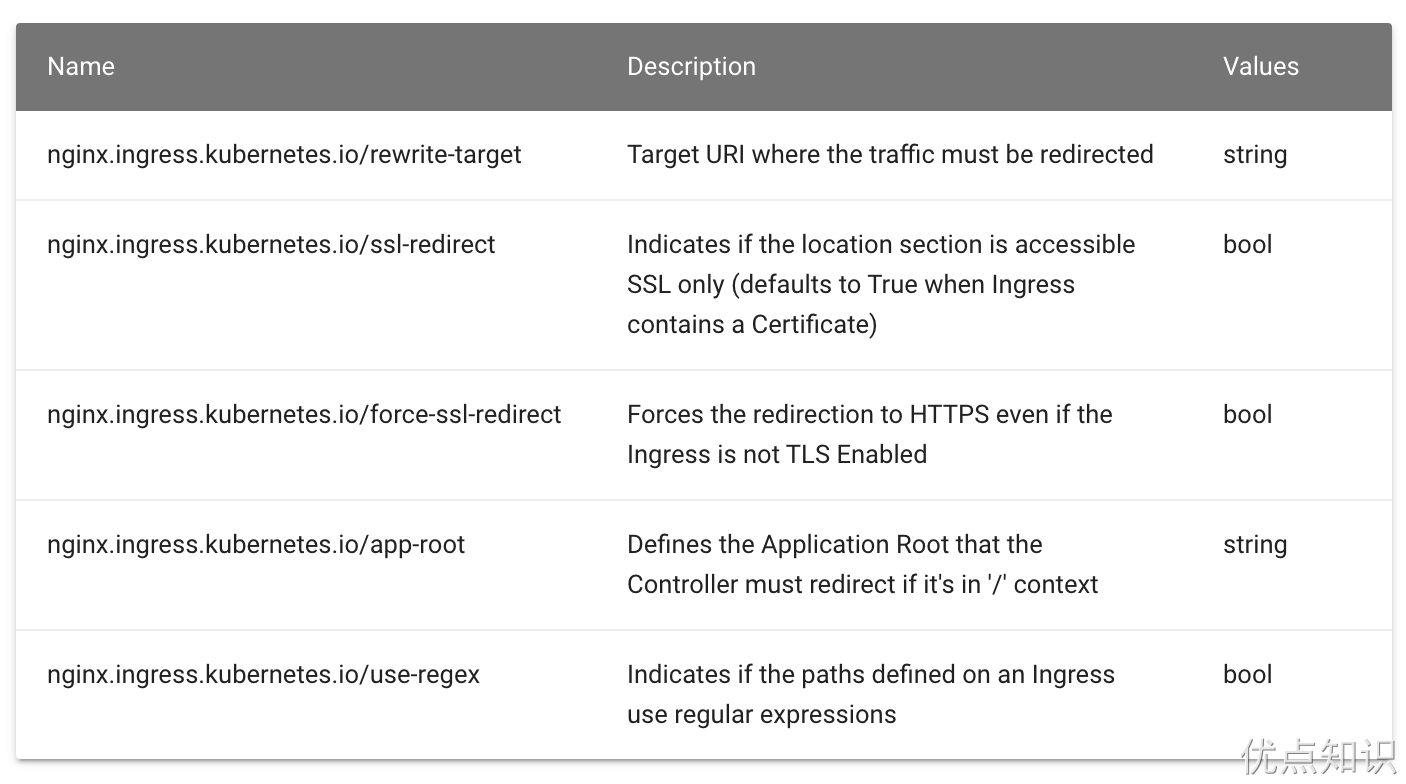 Name Description Values
nginx.ingress.kubernetes.io/rewrite-target Target URI where the traffic must be redirected string
nginx.ingress.kubernetes.io/ssl-redirect Indicates if the location section is accessible bool
SSL only (defaults to True when Ingress
contains a Certificate)
nginx.ingress.kubernetes.io/force-ssl-redirect Forces the redirection to HTTPS even if the bool
Ingress is not TLS Enabled
nginx.ingress.kubernetes.io/app-root Defines the Application Root that the string
Controller must redirect if it's in '/' context
nginx.ingress.kubernetes.io/use-regex Indicates if the paths defined on an Ingress bool
use regular expressions
优点知识